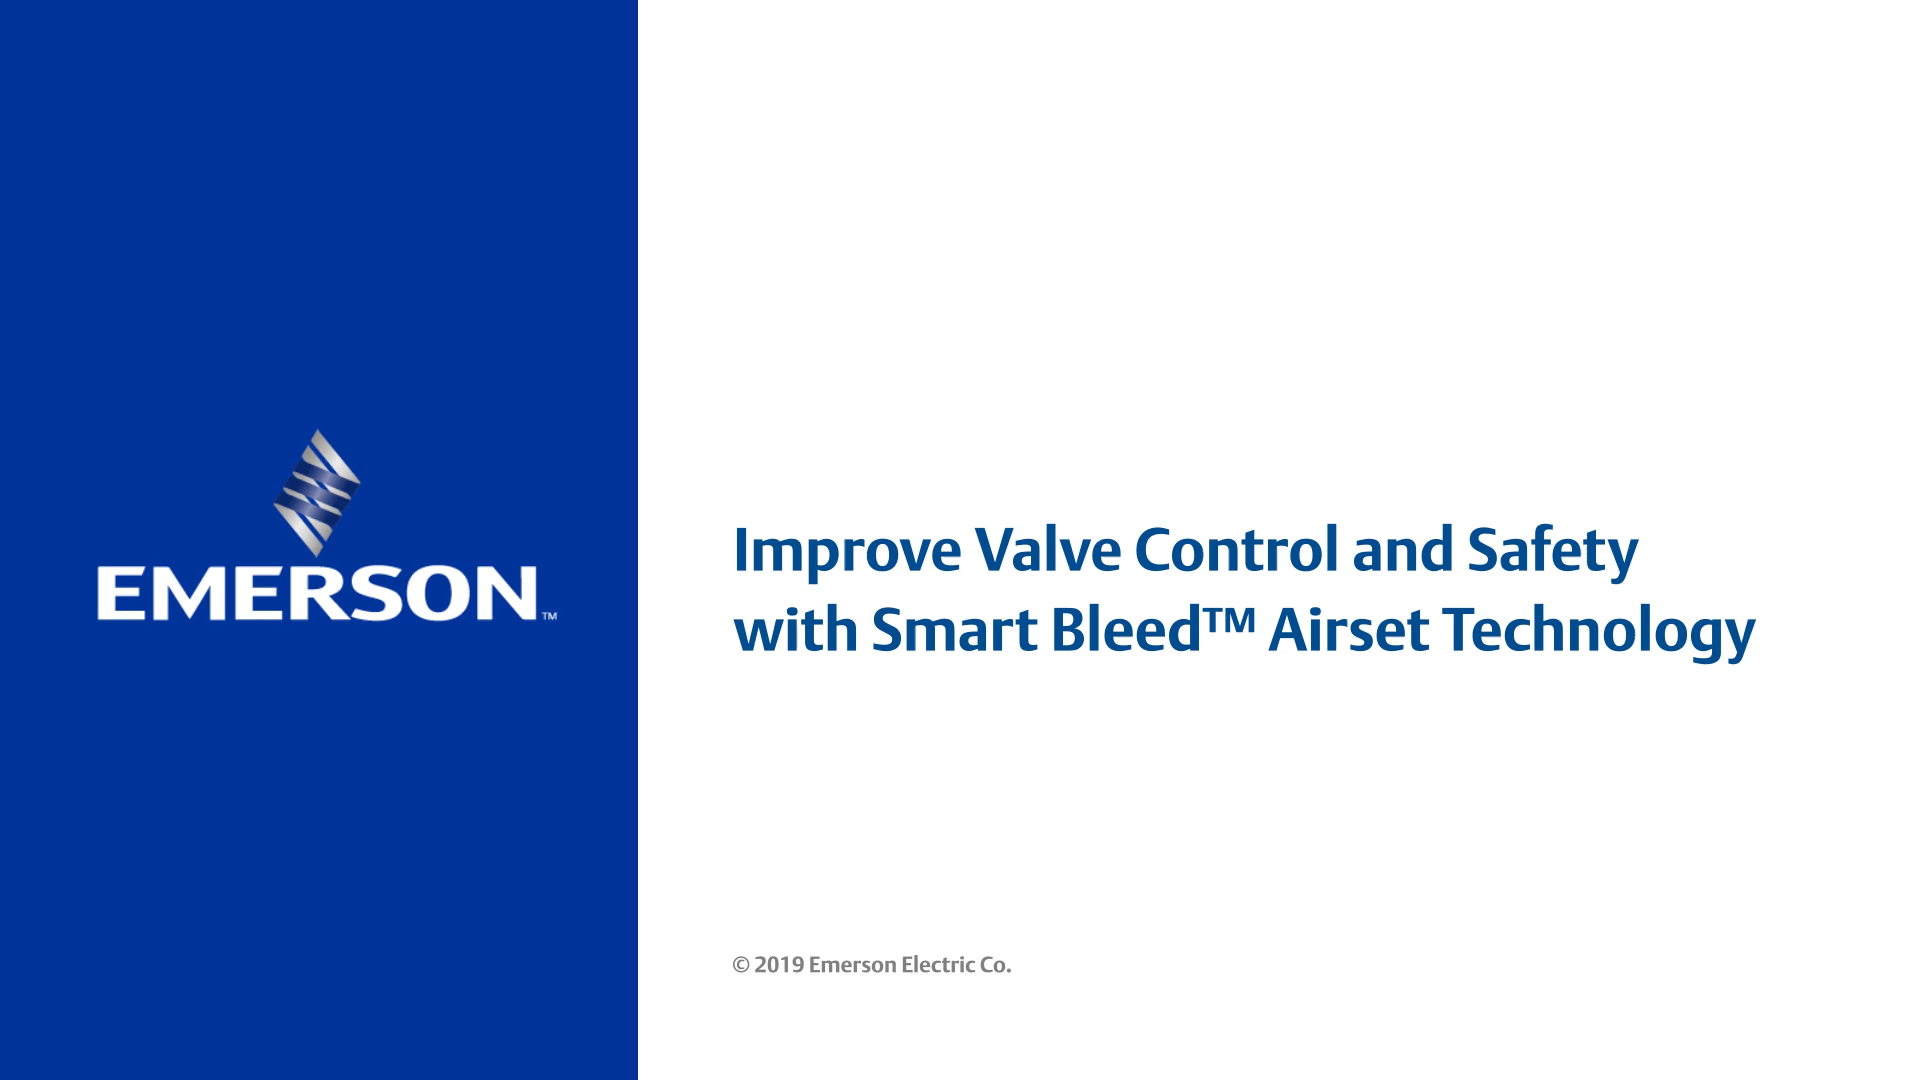 EMERSON™
Improve Valve Control and Safety
with Smart Bleed™ Airset Technology
© 2019 Emerson Electric Co.